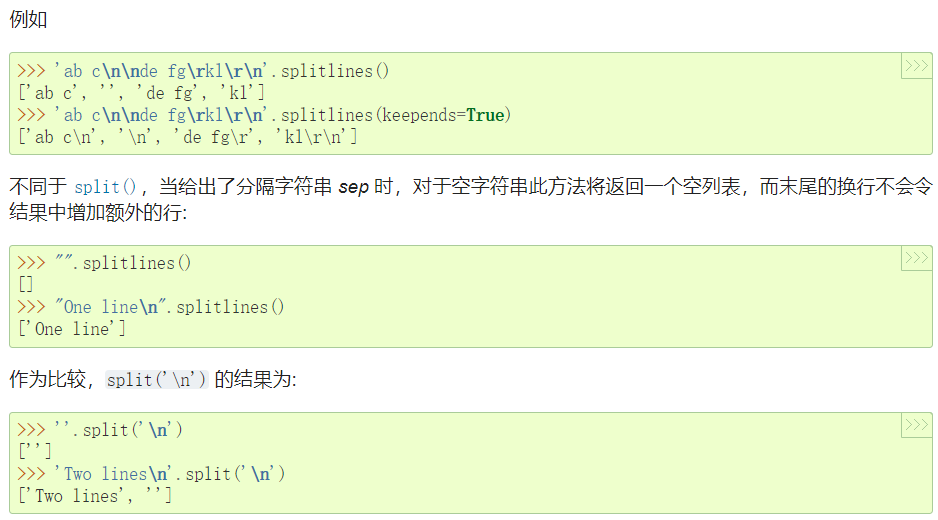 例如
>>>
>>> 'ab c\n\nde fg\rkl\r\n'.splitlines()
['ab c', '', 'de fg', 'kl']
>>> 'ab c\n\nde fg\rkl\r\n'.splitlines(keepends=True)
['ab c\n', '\n', 'de fg\r', 'kl\r\n']
不同于 split()，当给出了分隔字符串 sep 时，对于空字符串此方法将返回一个空列表，而末尾的换行不会令
结果中增加额外的行:
>>>
>>> "".splitlines()
[]
>>> "One line\n".splitlines()
['One line']
作为比较，split('\n') 的结果为:
>>>
>>> ''.split('\n')
['']
>>> 'Two lines\n'.split('\n')
['Two lines', '']